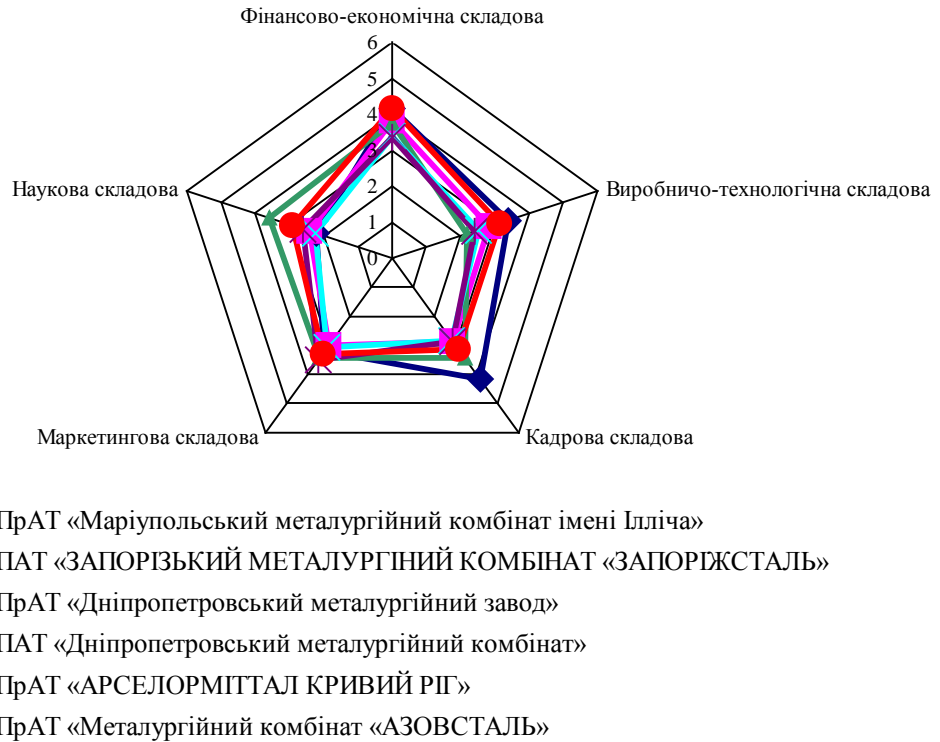 Фінансово-економічна складова
6
5
4
3
2
1
0
Наукова складова
Виробничо-технологічна складова
Маркетингова складова
Кадрова складова
ПрАТ «Маріупольський металургійний комбінат імені Ілліча»
ПАТ «ЗАПОРІЗЬКИЙ МЕТАЛУРГІНИЙ КОМБІНАТ «ЗАПОРІЖСТАЛЬ»
ПрАТ «Дніпропетровський металургійний завод»
ПАТ «Дніпропетровський металургійний комбінат»
ПрАТ «АРСЕЛОРМІТТАЛ КРИВИЙ РІГ»
ПрАТ «Металургійний комбінат «АЗОВСТАЛЬ»